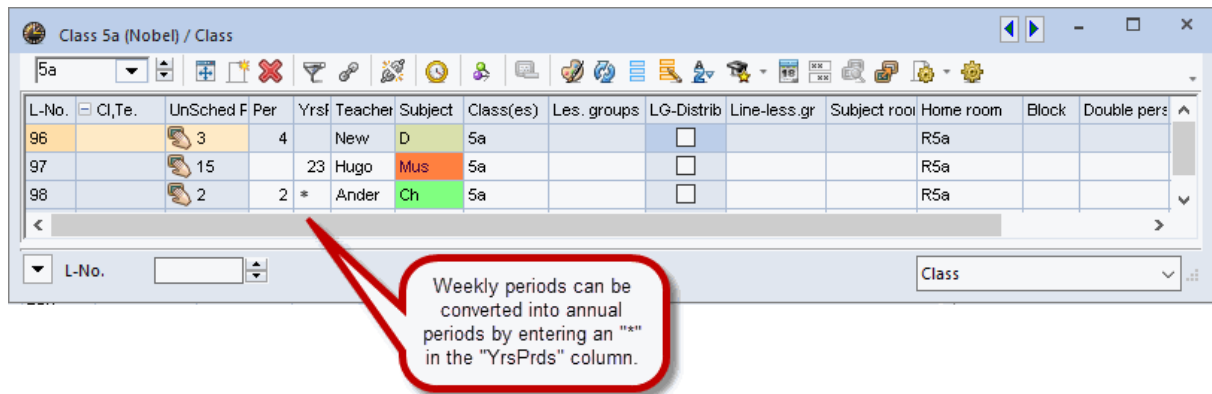 Class 5a (Nobel) / Class
5a
L-No. Cl,Te. UnSched P Per YrsP Teacher Subject Class(es) Les. groups LG-Distrib Line-less.gr Subject roor Home room Block Double pers
96 3 4 New D 5a R5a
97 15 23 Hugo Mus 5a R5a
98 2 2 * Ander Ch 5a R5a
L-No.
Class
Weekly periods can be
converted into annual
periods by entering an "*"
in the "YrsPrds" column.